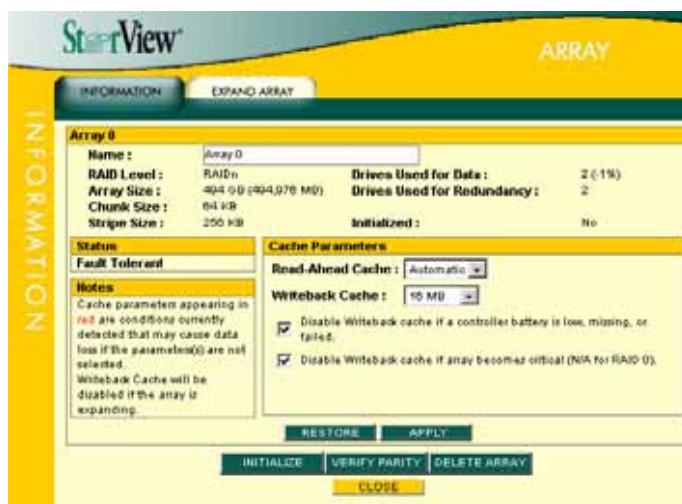 StorView
ARRAY
INFORMATION
EXPAND ARRAY
INFORMATION
Array 0
Name :
Array 0
RAID Level :
RAIDn
Drives Used for Data :
2 (-1%)
Array Size :
494 GB (494,976 MB)
Drives Used for Redundancy :
2
Chunk Size :
64 KB
Stripe Size :
256 KB
Initialized :
No
Status
Fault Tolerant
Notes
Cache parameters appearing in
red are conditions currently
detected that may cause data
loss if the parameters(s) are not
selected.
Writeback Cache will be
disabled if the array is
expanding.
Cache Parameters
Read-Ahead Cache :
Automatic
Writeback Cache :
16 MB
Disable Writeback cache if a controller battery is low, missing, or
failed.
Disable Writeback cache if array becomes critical (N/A for RAID 0).
RESTORE
APPLY
INITIALIZE
VERIFY PARITY
DELETE ARRAY
CLOSE